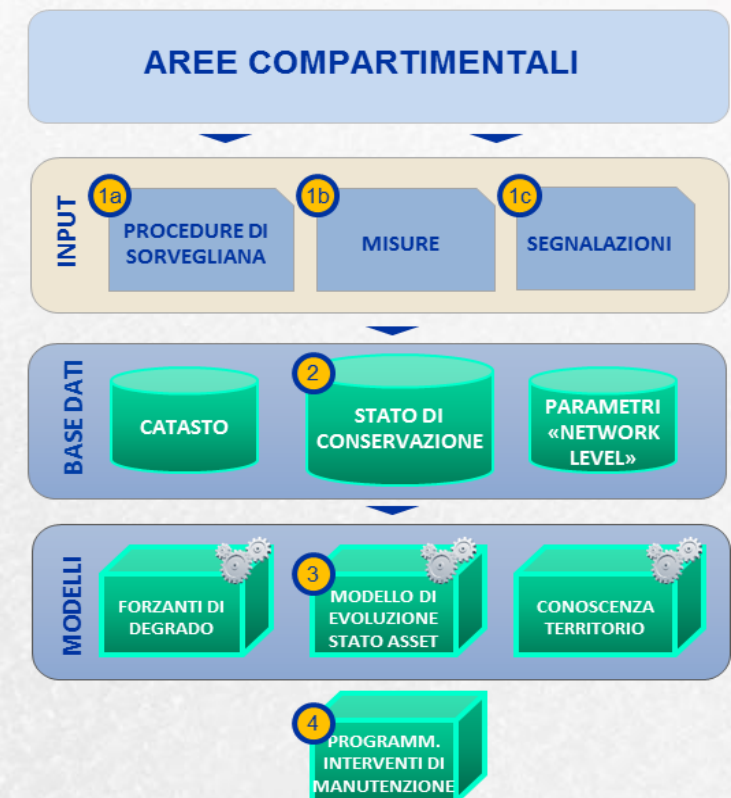 AREE COMPARTIMENTALI
INPUT
1a
PROCEDURE DI
SORVEGLIANA
1b
MISURE
1c
SEGNALAZIONI
BASE DATI
CATASTO
2
STATO DI
CONSERVAZIONE
PARAMETRI
«NETWORK
LEVEL»
MODELLI
FORZANTI DI
DEGRADO
3
MODELLO DI
EVOLUZIONE
STATO ASSET
CONOSCENZA
TERRITORIO
4
PROGRAMM.
INTERVENTI DI
MANUTENZIONE